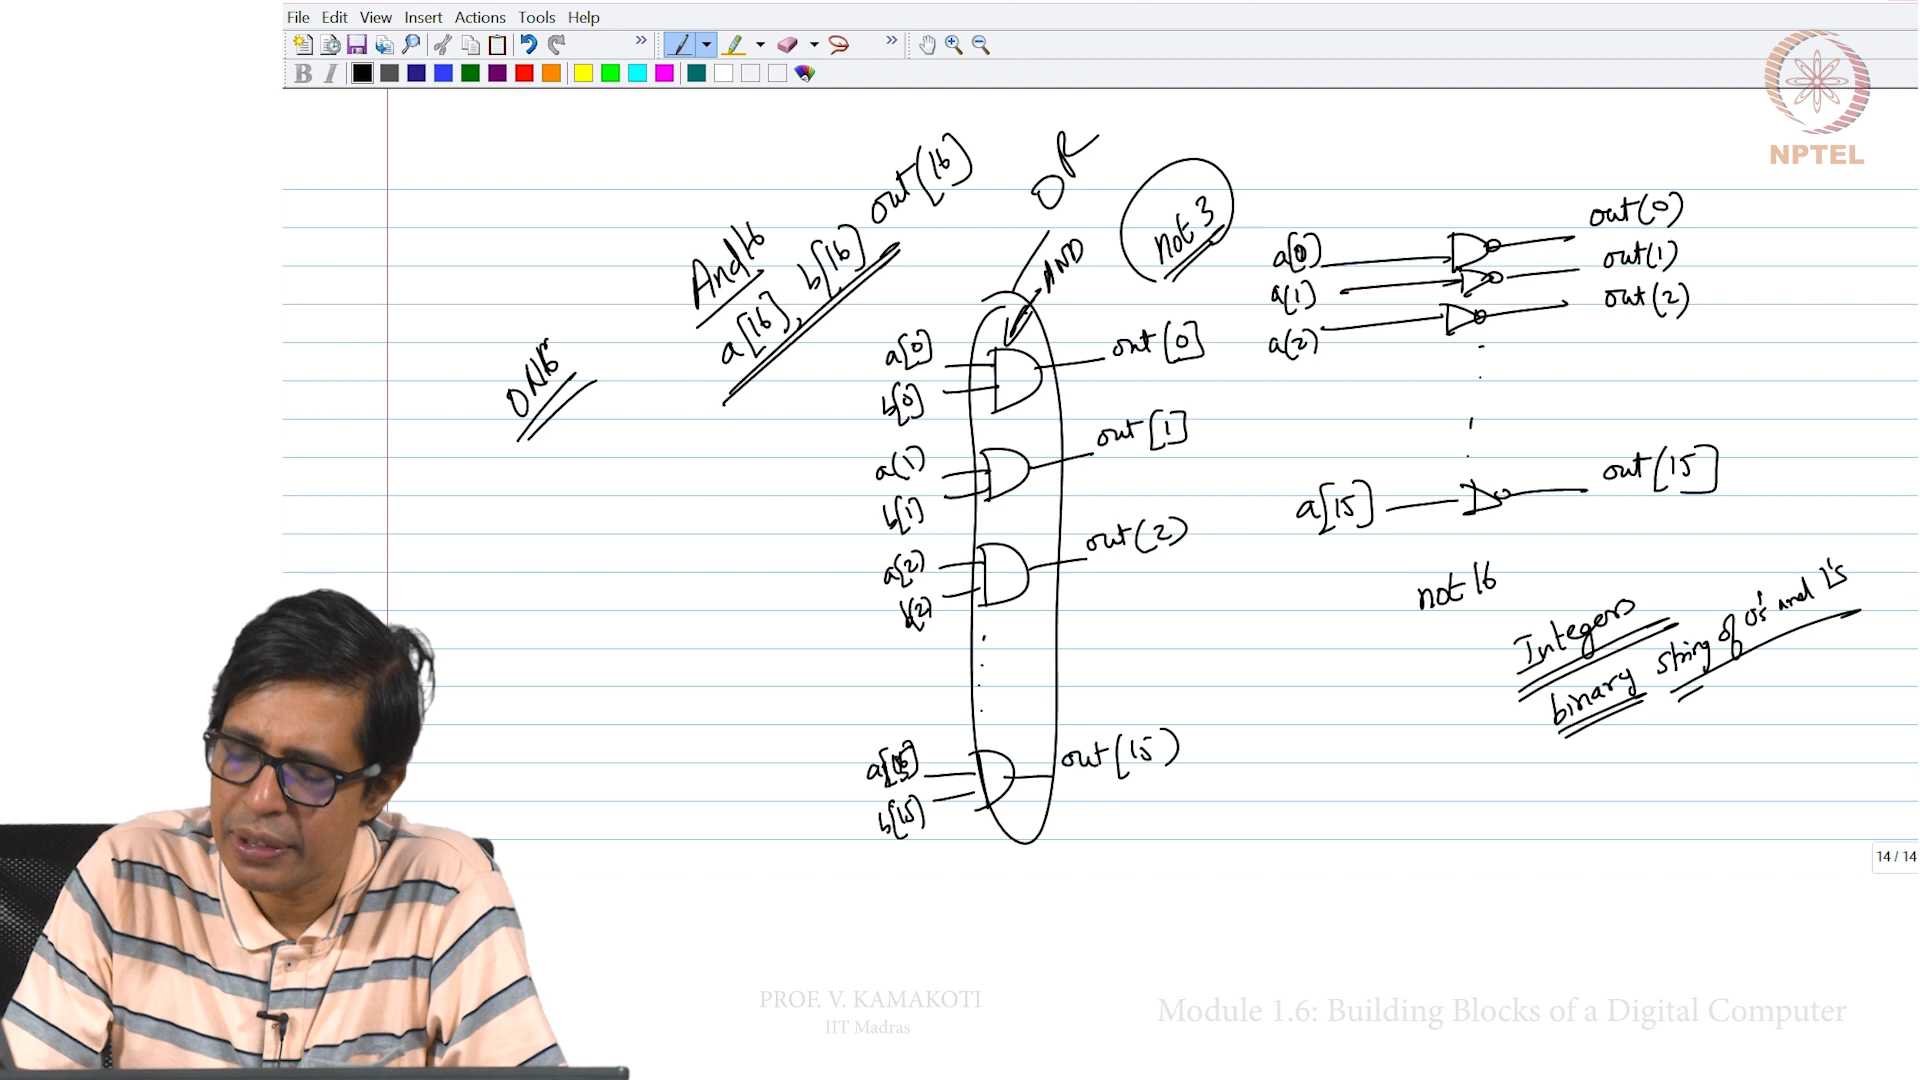 File Edit View Insert Actions Tools Help
B I
NPTEL
And16
a[16], b[16] out[16]
OR16
OR
AND
a[0]
b[0]
out[0]
a(1)
b[1]
out[1]
a[2]
b[2]
out(2)
a[15]
b[15]
out(15)
not 3
a[0]
out(0)
a(1)
out(1)
a(2)
out(2)
a[15]
out[15]
not 16
Integers
binary string of 0's and 1's
14 / 14
PROF. V. KAMAKOTI
IIT Madras
Module 1.6: Building Blocks of a Digital Computer